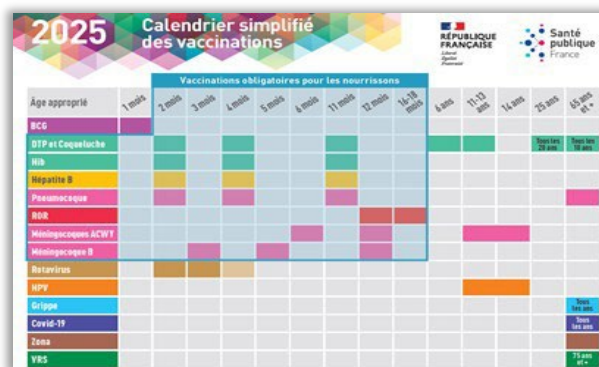 2025
Calendrier simplifié
des vaccinations
RÉPUBLIQUE
FRANÇAISE
Liberté
Égalité
Fraternité
Santé
publique
France
Vaccinations obligatoires pour les nourrissons
Âge approprié
1 mois
2 mois
3 mois
4 mois
5 mois
6 mois
11 mois
12 mois
16-18
mois
6 ans
11-13
ans
14 ans
25 ans
65 ans
et +
BCG
DTP et Coqueluche
Tous les
20 ans
Tous les
10 ans
Hib
Hépatite B
Pneumocoque
ROR
Méningocoques ACWY
Méningocoque B
Rotavirus
HPV
Grippe
Tous
les ans
Covid-19
Tous
les ans
Zona
VRS
75 ans
et +